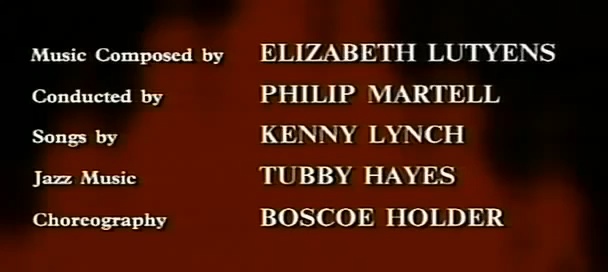 Music Composed by ELIZABETH LUTYENS
Conducted by PHILIP MARTELL
Songs by KENNY LYNCH
Jazz Music TUBBY HAYES
Choreography BOSCOE HOLDER